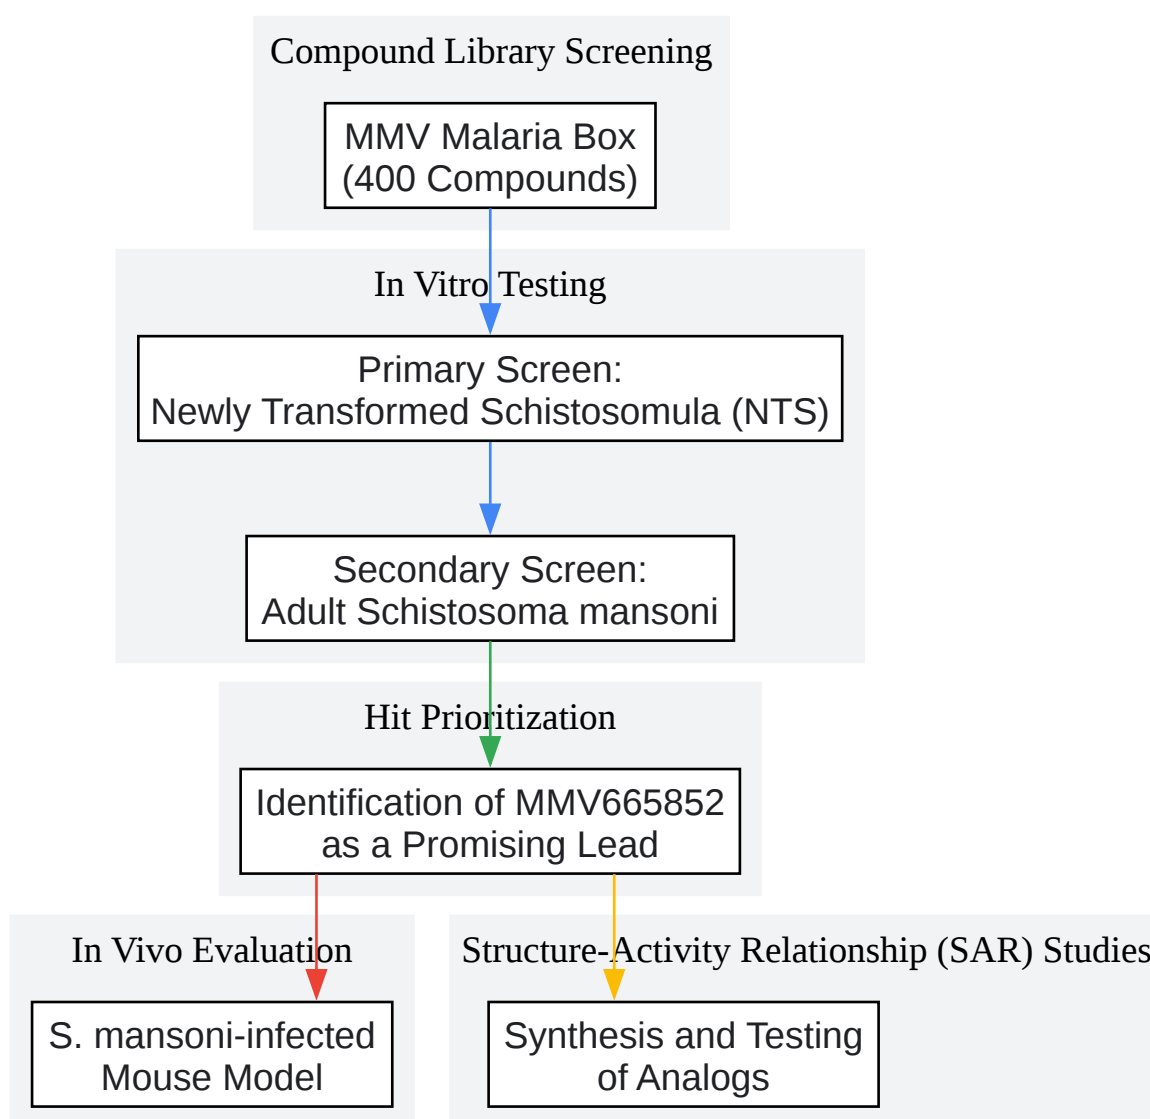 Compound Library Screening
MMV Malaria Box
(400 Compounds)
In Vitro Testing
Primary Screen:
Newly Transformed Schistosomula (NTS)
Secondary Screen:
Adult Schistosoma mansoni
Hit Prioritization
Identification of MMV665852
as a Promising Lead
In Vivo Evaluation
S. mansoni-infected
Mouse Model
Structure-Activity Relationship (SAR) Studies
Synthesis and Testing
of Analogs